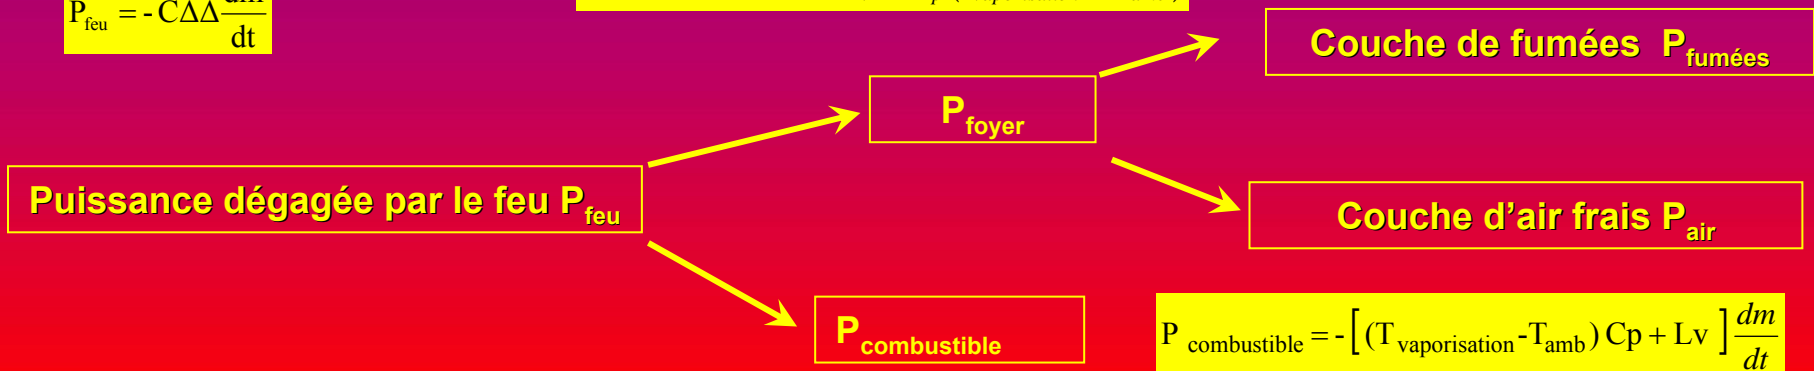 P feu = - CΔΔ dm/dt
Couche de fumées P fumées
P foyer
Puissance dégagée par le feu P feu
Couche d’air frais P air
P combustible
P combustible = - [ (T vaporisation - T amb) Cp + Lv ] dm/dt